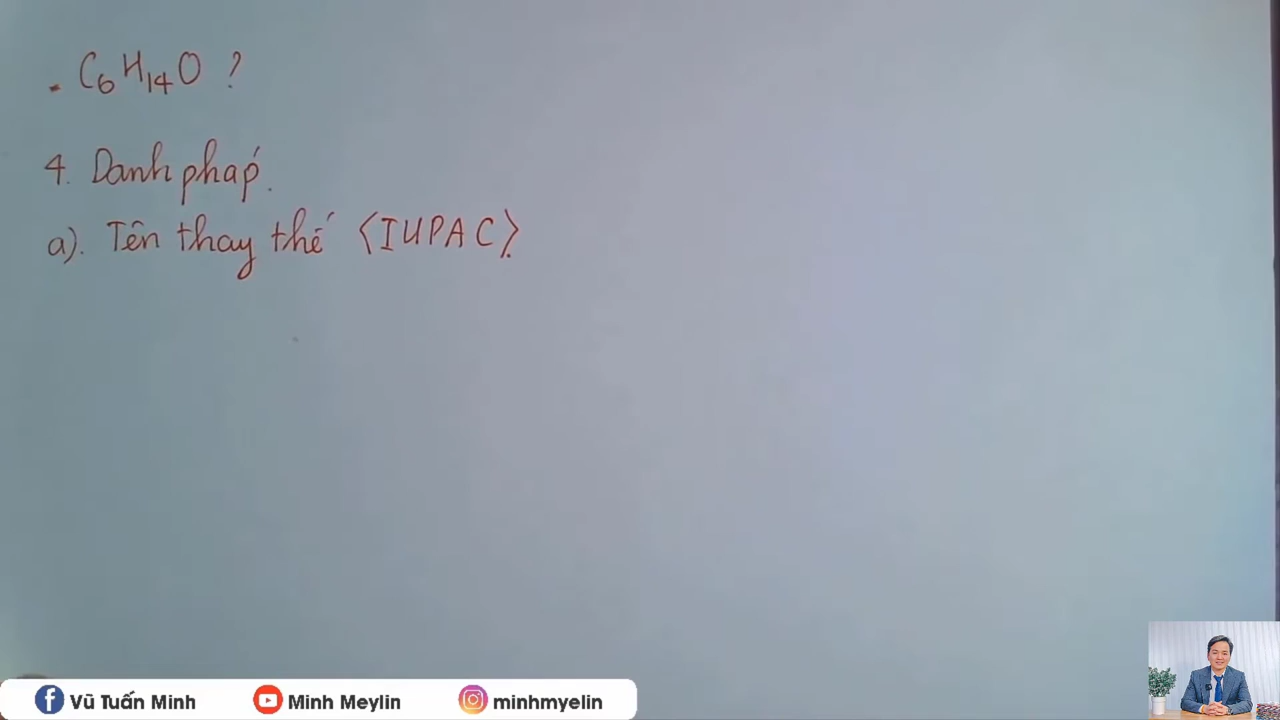 . C₆H₁₄O ?
4. Danh pháp.
a). Tên thay thế <IUPAC>.
Vũ Tuấn Minh Minh Meylin minhmyelin